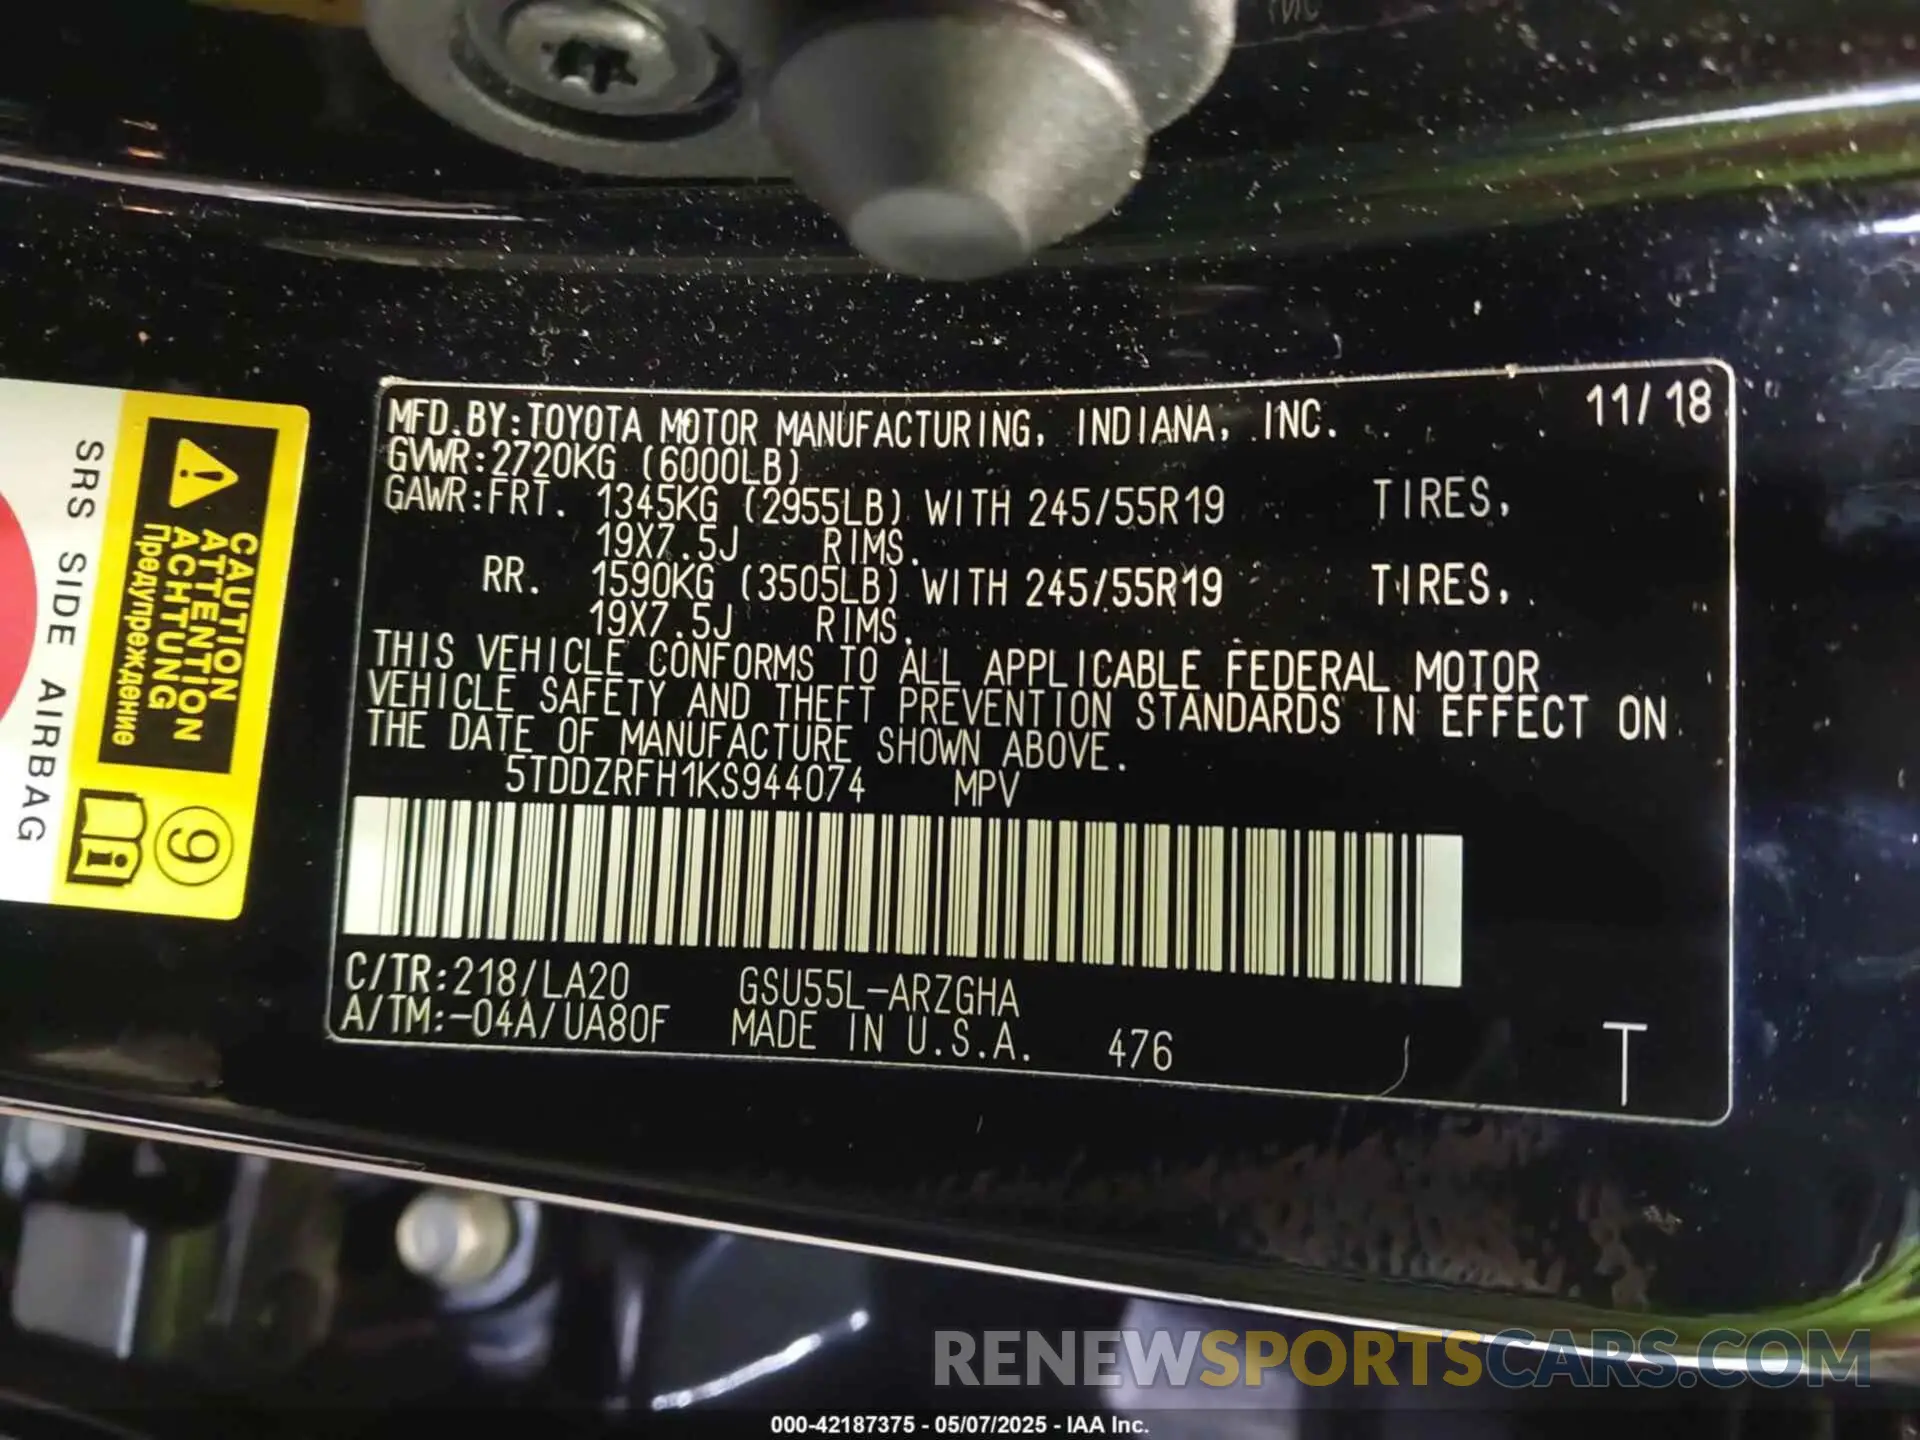 MFD.BY:TOYOTA MOTOR MANUFACTURING, INDIANA, INC. 11/18
GVWR:2720KG (6000LB)
GAWR:FRT. 1345KG (2955LB) WITH 245/55R19 TIRES,
19X7.5J RIMS.
RR. 1590KG (3505LB) WITH 245/55R19 TIRES,
19X7.5J RIMS.
THIS VEHICLE CONFORMS TO ALL APPLICABLE FEDERAL MOTOR
VEHICLE SAFETY AND THEFT PREVENTION STANDARDS IN EFFECT ON
THE DATE OF MANUFACTURE SHOWN ABOVE.
5TDDZRFH1KS944074 MPV
C/TR:218/LA20 GSU55L-ARZGHA
A/TM:-04A/UA80F MADE IN U.S.A. 476 T
CAUTION
ATTENTION
ACHTUNG
Предупреждение
SRS SIDE AIRBAG
9
i
RENEWSPORTSCARS.COM
000-42187375 - 05/07/2025 - IAA Inc.